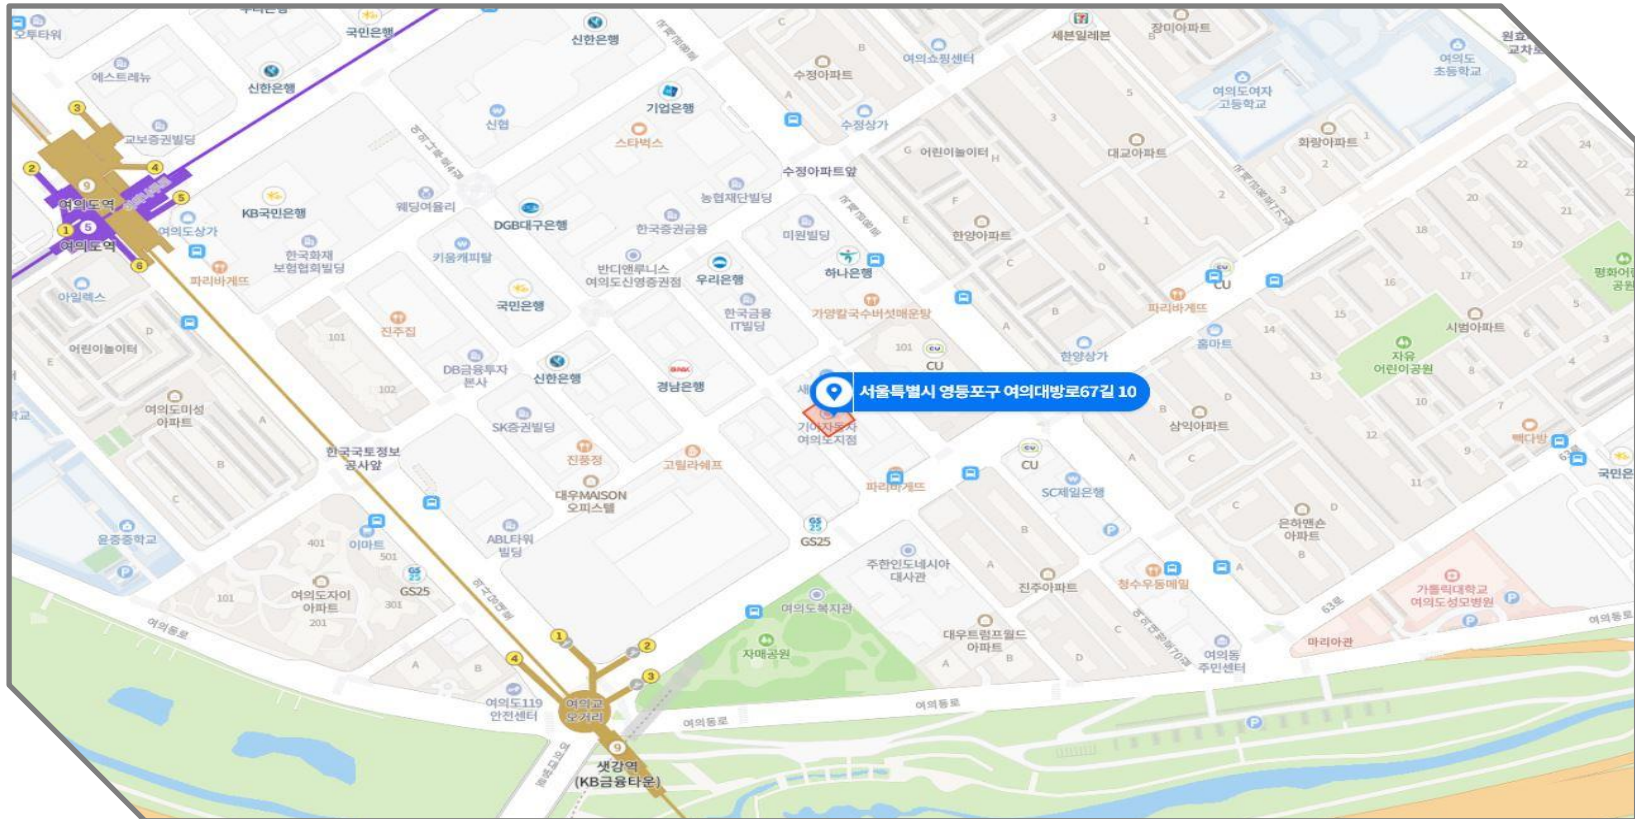 오투타워
국민은행
신한은행
세븐일레븐
장미아파트
에스트레뉴
신한은행
수정아파트
여의쇼핑센터
여의도
초등학교
여의도여자
고등학교
기업은행
신협
스타벅스
수정상가
교보증권빌딩
어린이놀이터
대교아파트
화랑아파트
수정아파트앞
여의도역
여의도역
여의도상가
KB국민은행
웨딩여율리
DGB대구은행
농협재단빌딩
한국증권금융
미원빌딩
한양아파트
한국화재
보험협회빌딩
키움캐피탈
반디앤루니스
여의도신영증권점
우리은행
하나은행
파리바게뜨
아일렉스
국민은행
한국금융
IT빌딩
가양칼국수버섯매운탕
CU
파리바게뜨
시범아파트
어린이놀이터
진주집
CU
한양상가
홈마트
자유
어린이공원
DB금융투자
본사
신한은행
경남은행
서울특별시 영등포구 여의대방로67길 10
여의도미성
아파트
SK증권빌딩
기아자동차
여의도지점
삼익아파트
빽다방
한국국토정보
공사앞
진풍정
고릴라쉐프
CU
대우MAISON
오피스텔
파리바게뜨
SC제일은행
윤중중학교
이마트
ABL타워
빌딩
GS25
은하맨숀
아파트
주한인도네시아
대사관
여의도자이
아파트
GS25
여의도복지관
진주아파트
청수우동메밀
가톨릭대학교
여의도성모병원
63로
여의동로
자매공원
대우트럼프월드
아파트
여의동
주민센터
마리아관
여의동로
여의도119
안전센터
여의교
오거리
여의동로
여의동로
샛강역
(KB금융타운)